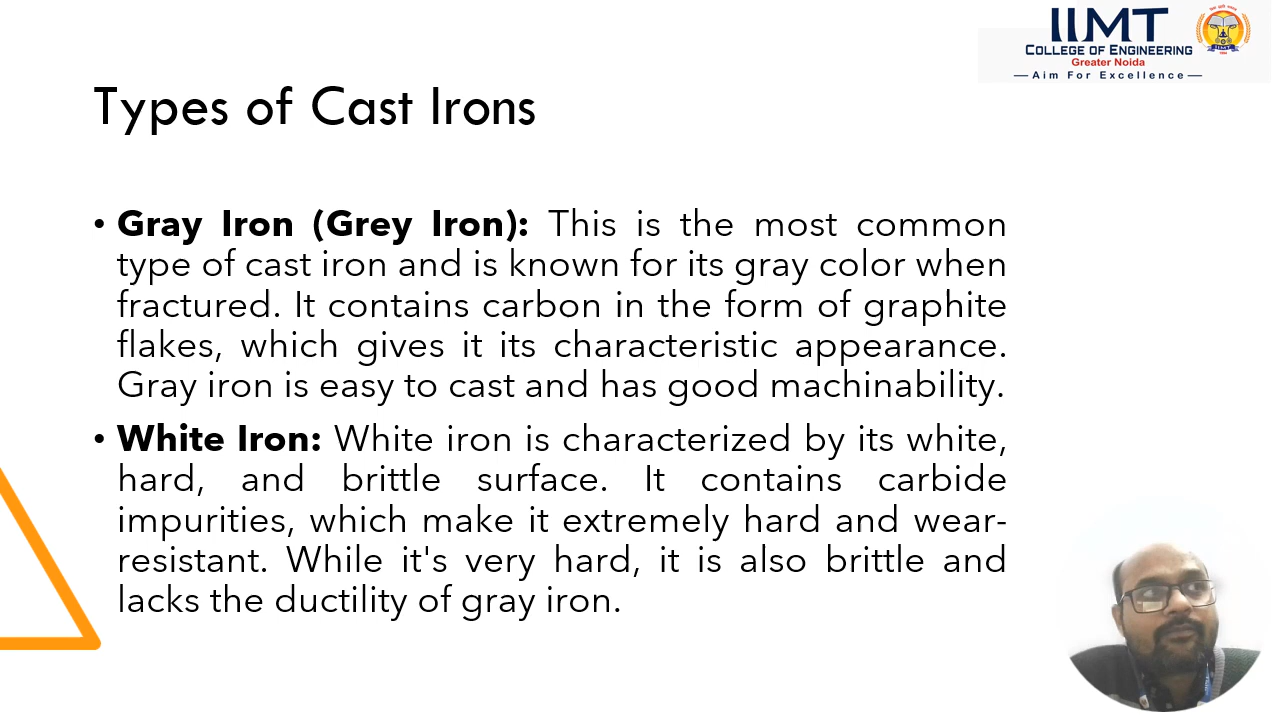 IIMT
COLLEGE OF ENGINEERING
Greater Noida
—Aim For Excellence—
Types of Cast Irons
• Gray Iron (Grey Iron): This is the most common
type of cast iron and is known for its gray color when
fractured. It contains carbon in the form of graphite
flakes, which gives it its characteristic appearance.
Gray iron is easy to cast and has good machinability.
• White Iron: White iron is characterized by its white,
hard, and brittle surface. It contains carbide
impurities, which make it extremely hard and wear-
resistant. While it's very hard, it is also brittle and
lacks the ductility of gray iron.